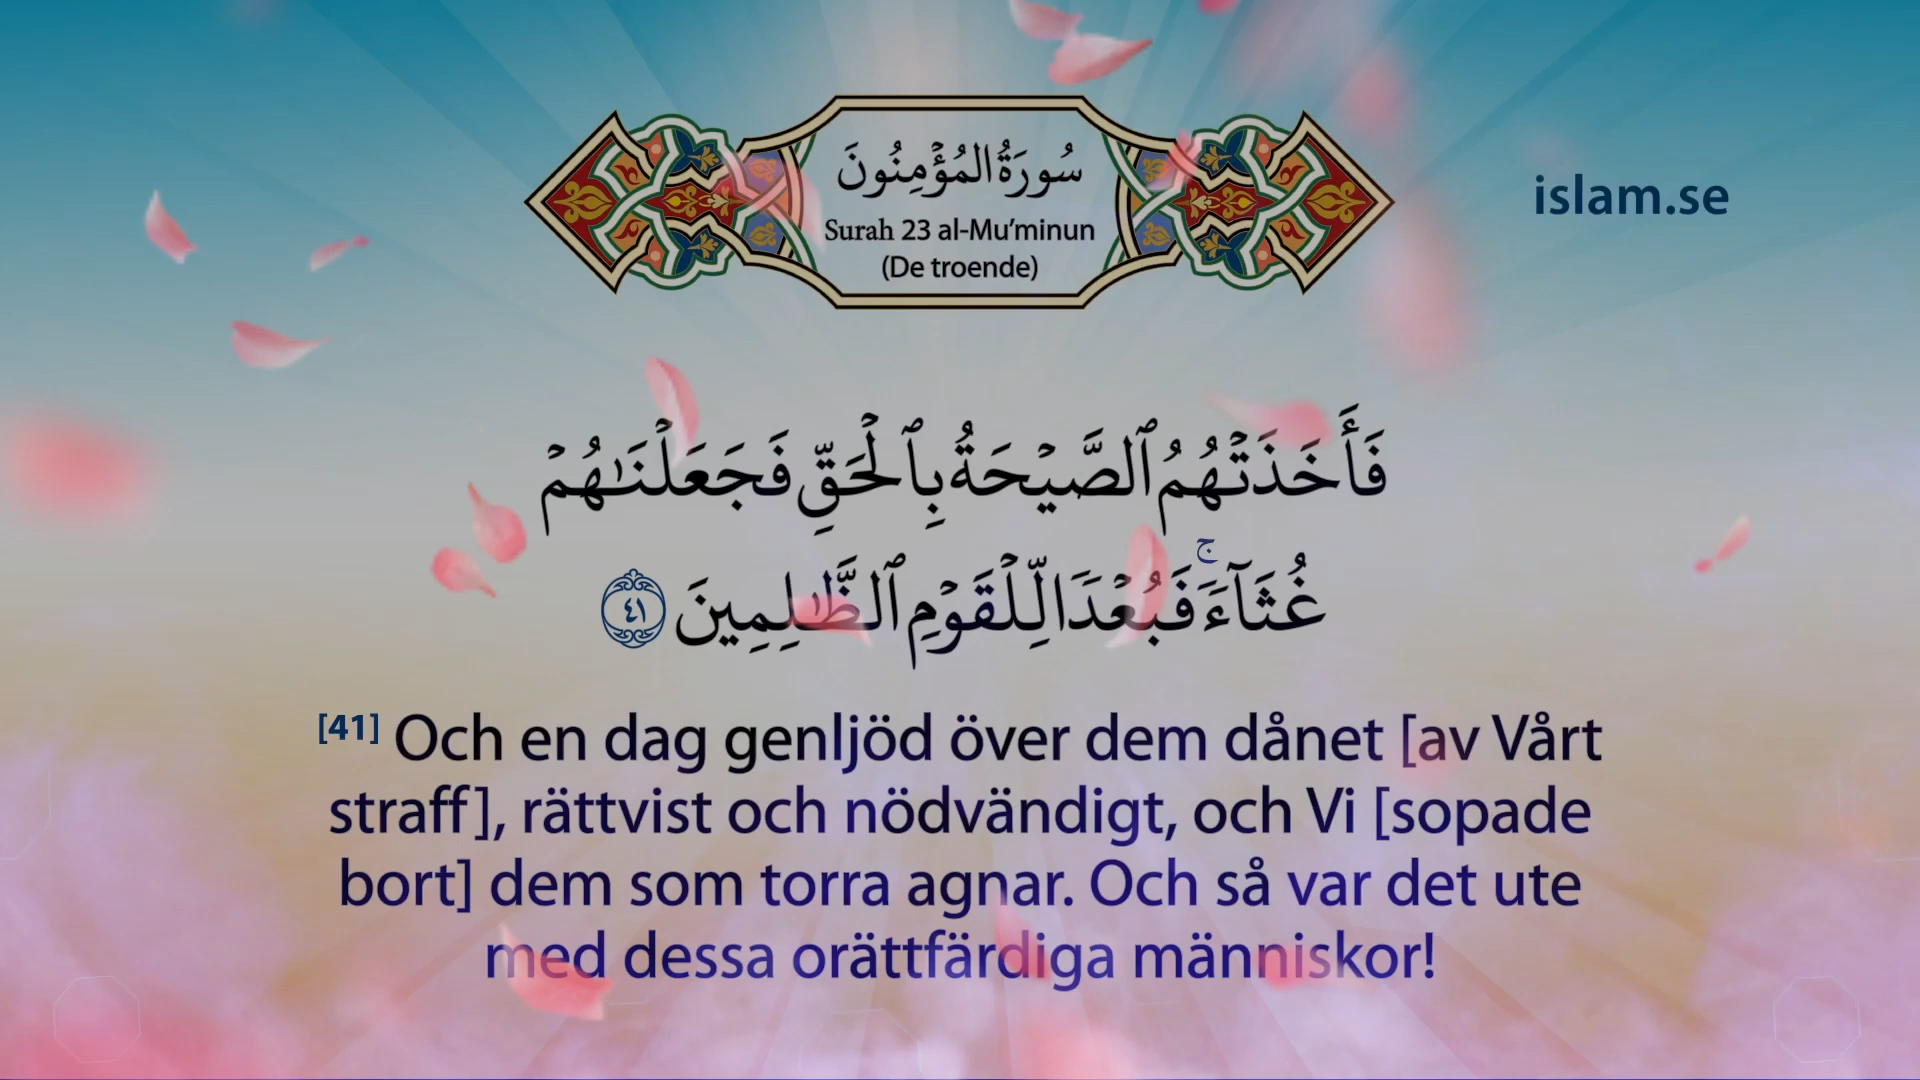 سُورَةُ المُؤۡمِنُونَ
Surah 23 al-Mu’minun
(De troende)
islam.se
فَأَخَذَتۡهُمُ ٱلصَّيۡحَةُ بِٱلۡحَقِّ فَجَعَلۡنَٰهُمۡ
غُثَآءٗۚ فَبُعۡدٗا لِّلۡقَوۡمِ ٱلظَّٰلِمِينَ ٤١
[41] Och en dag genljöd över dem dånet [av Vårt
straff], rättvist och nödvändigt, och Vi [sopade
bort] dem som torra agnar. Och så var det ute
med dessa orättfärdiga människor!